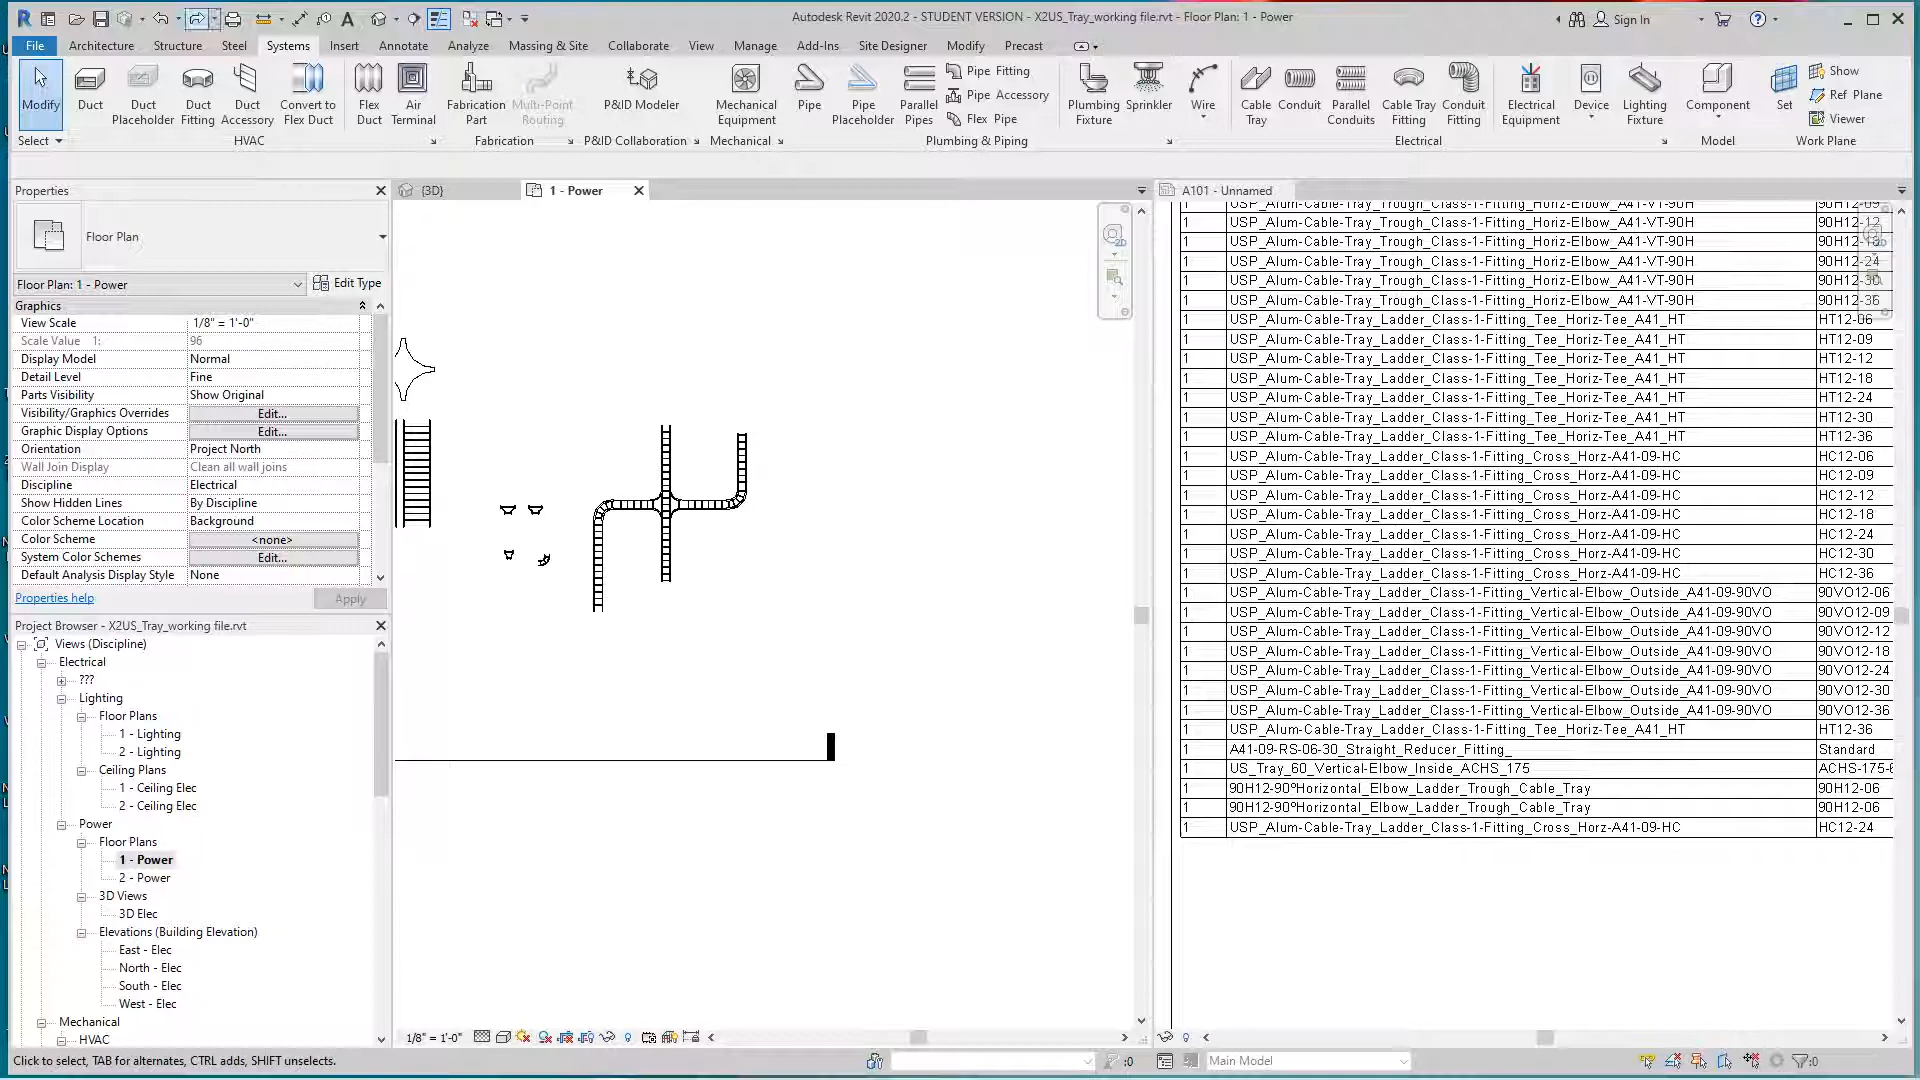 Autodesk Revit 2020.2 - STUDENT VERSION - X2US_Tray_working file.rvt - Floor Plan: 1 - Power
Sign In
File Architecture Structure Steel Systems Insert Annotate Analyze Massing & Site Collaborate View Manage Add-Ins Site Designer Modify Precast
Modify
Duct
Duct Placeholder
Duct Fitting
Duct Accessory
Convert to Flex Duct
Flex Duct
Air Terminal
Fabrication Part
Multi-Point Routing
P&ID Modeler
Mechanical Equipment
Pipe
Pipe Placeholder
Parallel Pipes
Pipe Fitting
Pipe Accessory
Flex Pipe
Plumbing Fixture
Sprinkler
Wire
Cable Tray
Conduit
Parallel Conduits
Cable Tray Fitting
Conduit Fitting
Electrical Equipment
Device
Lighting Fixture
Component
Set
Show
Ref Plane
Viewer
Select HVAC Fabrication P&ID Collaboration Mechanical Plumbing & Piping Electrical Model Work Plane
Properties
Floor Plan
Floor Plan: 1 - Power
Edit Type
Graphics
View Scale 1/8" = 1'-0"
Scale Value 1: 96
Display Model Normal
Detail Level Fine
Parts Visibility Show Original
Visibility/Graphics Overrides Edit...
Graphic Display Options Edit...
Orientation Project North
Wall Join Display Clean all wall joins
Discipline Electrical
Show Hidden Lines By Discipline
Color Scheme Location Background
Color Scheme <none>
System Color Schemes Edit...
Default Analysis Display Style None
Properties help
Apply
Project Browser - X2US_Tray_working file.rvt
Views (Discipline)
Electrical
???
Lighting
Floor Plans
1 - Lighting
2 - Lighting
Ceiling Plans
1 - Ceiling Elec
2 - Ceiling Elec
Power
Floor Plans
1 - Power
2 - Power
3D Views
3D Elec
Elevations (Building Elevation)
East - Elec
North - Elec
South - Elec
West - Elec
Mechanical
HVAC
{3D}
1 - Power
2D
1/8" = 1'-0"
A101 - Unnamed
1 USP_Alum-Cable-Tray_Trough_Class-1-Fitting_Horiz-Elbow_A41-VT-90H 90H12-09
1 USP_Alum-Cable-Tray_Trough_Class-1-Fitting_Horiz-Elbow_A41-VT-90H 90H12-12
1 USP_Alum-Cable-Tray_Trough_Class-1-Fitting_Horiz-Elbow_A41-VT-90H
1 USP_Alum-Cable-Tray_Trough_Class-1-Fitting_Horiz-Elbow_A41-VT-90H 90H12-24
1 USP_Alum-Cable-Tray_Trough_Class-1-Fitting_Horiz-Elbow_A41-VT-90H 90H12-30
1 USP_Alum-Cable-Tray_Trough_Class-1-Fitting_Horiz-Elbow_A41-VT-90H 90H12-36
1 USP_Alum-Cable-Tray_Ladder_Class-1-Fitting_Tee_Horiz-Tee_A41_HT HT12-06
1 USP_Alum-Cable-Tray_Ladder_Class-1-Fitting_Tee_Horiz-Tee_A41_HT HT12-09
1 USP_Alum-Cable-Tray_Ladder_Class-1-Fitting_Tee_Horiz-Tee_A41_HT HT12-12
1 USP_Alum-Cable-Tray_Ladder_Class-1-Fitting_Tee_Horiz-Tee_A41_HT HT12-18
1 USP_Alum-Cable-Tray_Ladder_Class-1-Fitting_Tee_Horiz-Tee_A41_HT HT12-24
1 USP_Alum-Cable-Tray_Ladder_Class-1-Fitting_Tee_Horiz-Tee_A41_HT HT12-30
1 USP_Alum-Cable-Tray_Ladder_Class-1-Fitting_Tee_Horiz-Tee_A41_HT HT12-36
1 USP_Alum-Cable-Tray_Ladder_Class-1-Fitting_Cross_Horz-A41-09-HC HC12-06
1 USP_Alum-Cable-Tray_Ladder_Class-1-Fitting_Cross_Horz-A41-09-HC HC12-09
1 USP_Alum-Cable-Tray_Ladder_Class-1-Fitting_Cross_Horz-A41-09-HC HC12-12
1 USP_Alum-Cable-Tray_Ladder_Class-1-Fitting_Cross_Horz-A41-09-HC HC12-18
1 USP_Alum-Cable-Tray_Ladder_Class-1-Fitting_Cross_Horz-A41-09-HC HC12-24
1 USP_Alum-Cable-Tray_Ladder_Class-1-Fitting_Cross_Horz-A41-09-HC HC12-30
1 USP_Alum-Cable-Tray_Ladder_Class-1-Fitting_Cross_Horz-A41-09-HC HC12-36
1 USP_Alum-Cable-Tray_Ladder_Class-1-Fitting_Vertical-Elbow_Outside_A41-09-90VO 90VO12-06
1 USP_Alum-Cable-Tray_Ladder_Class-1-Fitting_Vertical-Elbow_Outside_A41-09-90VO 90VO12-09
1 USP_Alum-Cable-Tray_Ladder_Class-1-Fitting_Vertical-Elbow_Outside_A41-09-90VO 90VO12-12
1 USP_Alum-Cable-Tray_Ladder_Class-1-Fitting_Vertical-Elbow_Outside_A41-09-90VO 90VO12-18
1 USP_Alum-Cable-Tray_Ladder_Class-1-Fitting_Vertical-Elbow_Outside_A41-09-90VO 90VO12-24
1 USP_Alum-Cable-Tray_Ladder_Class-1-Fitting_Vertical-Elbow_Outside_A41-09-90VO 90VO12-30
1 USP_Alum-Cable-Tray_Ladder_Class-1-Fitting_Vertical-Elbow_Outside_A41-09-90VO 90VO12-36
1 USP_Alum-Cable-Tray_Ladder_Class-1-Fitting_Tee_Horiz-Tee_A41_HT HT12-36
1 A41-09-RS-06-30_Straight_Reducer_Fitting_ Standard
1 US_Tray_60_Vertical-Elbow_Inside_ACHS_175 ACHS-175-6
1 90H12-90ºHorizontal_Elbow_Ladder_Trough_Cable_Tray 90H12-06
1 90H12-90ºHorizontal_Elbow_Ladder_Trough_Cable_Tray 90H12-06
1 USP_Alum-Cable-Tray_Ladder_Class-1-Fitting_Cross_Horz-A41-09-HC HC12-24
Click to select, TAB for alternates, CTRL adds, SHIFT unselects.
:0
Main Model
:0